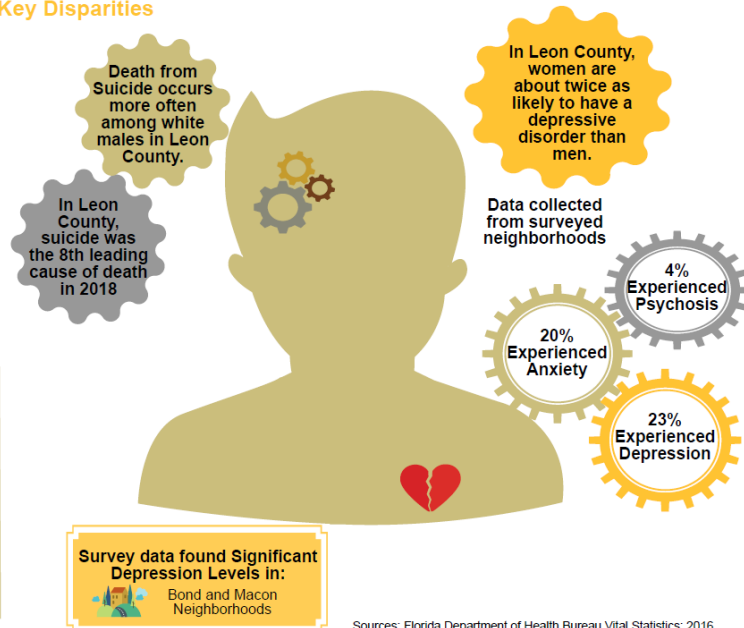 Key Disparities
Death from
Suicide occurs
more often
among white
males in Leon
County.
In Leon
County,
suicide was
the 8th leading
cause of death
in 2018
In Leon County,
women are
about twice as
likely to have a
depressive
disorder than
men.
Data collected
from surveyed
neighborhoods
4%
Experienced
Psychosis
20%
Experienced
Anxiety
23%
Experienced
Depression
Survey data found Significant
Depression Levels in:
Bond and Macon
Neighborhoods
Sources: Florida Department of Health Bureau Vital Statistics: 2016